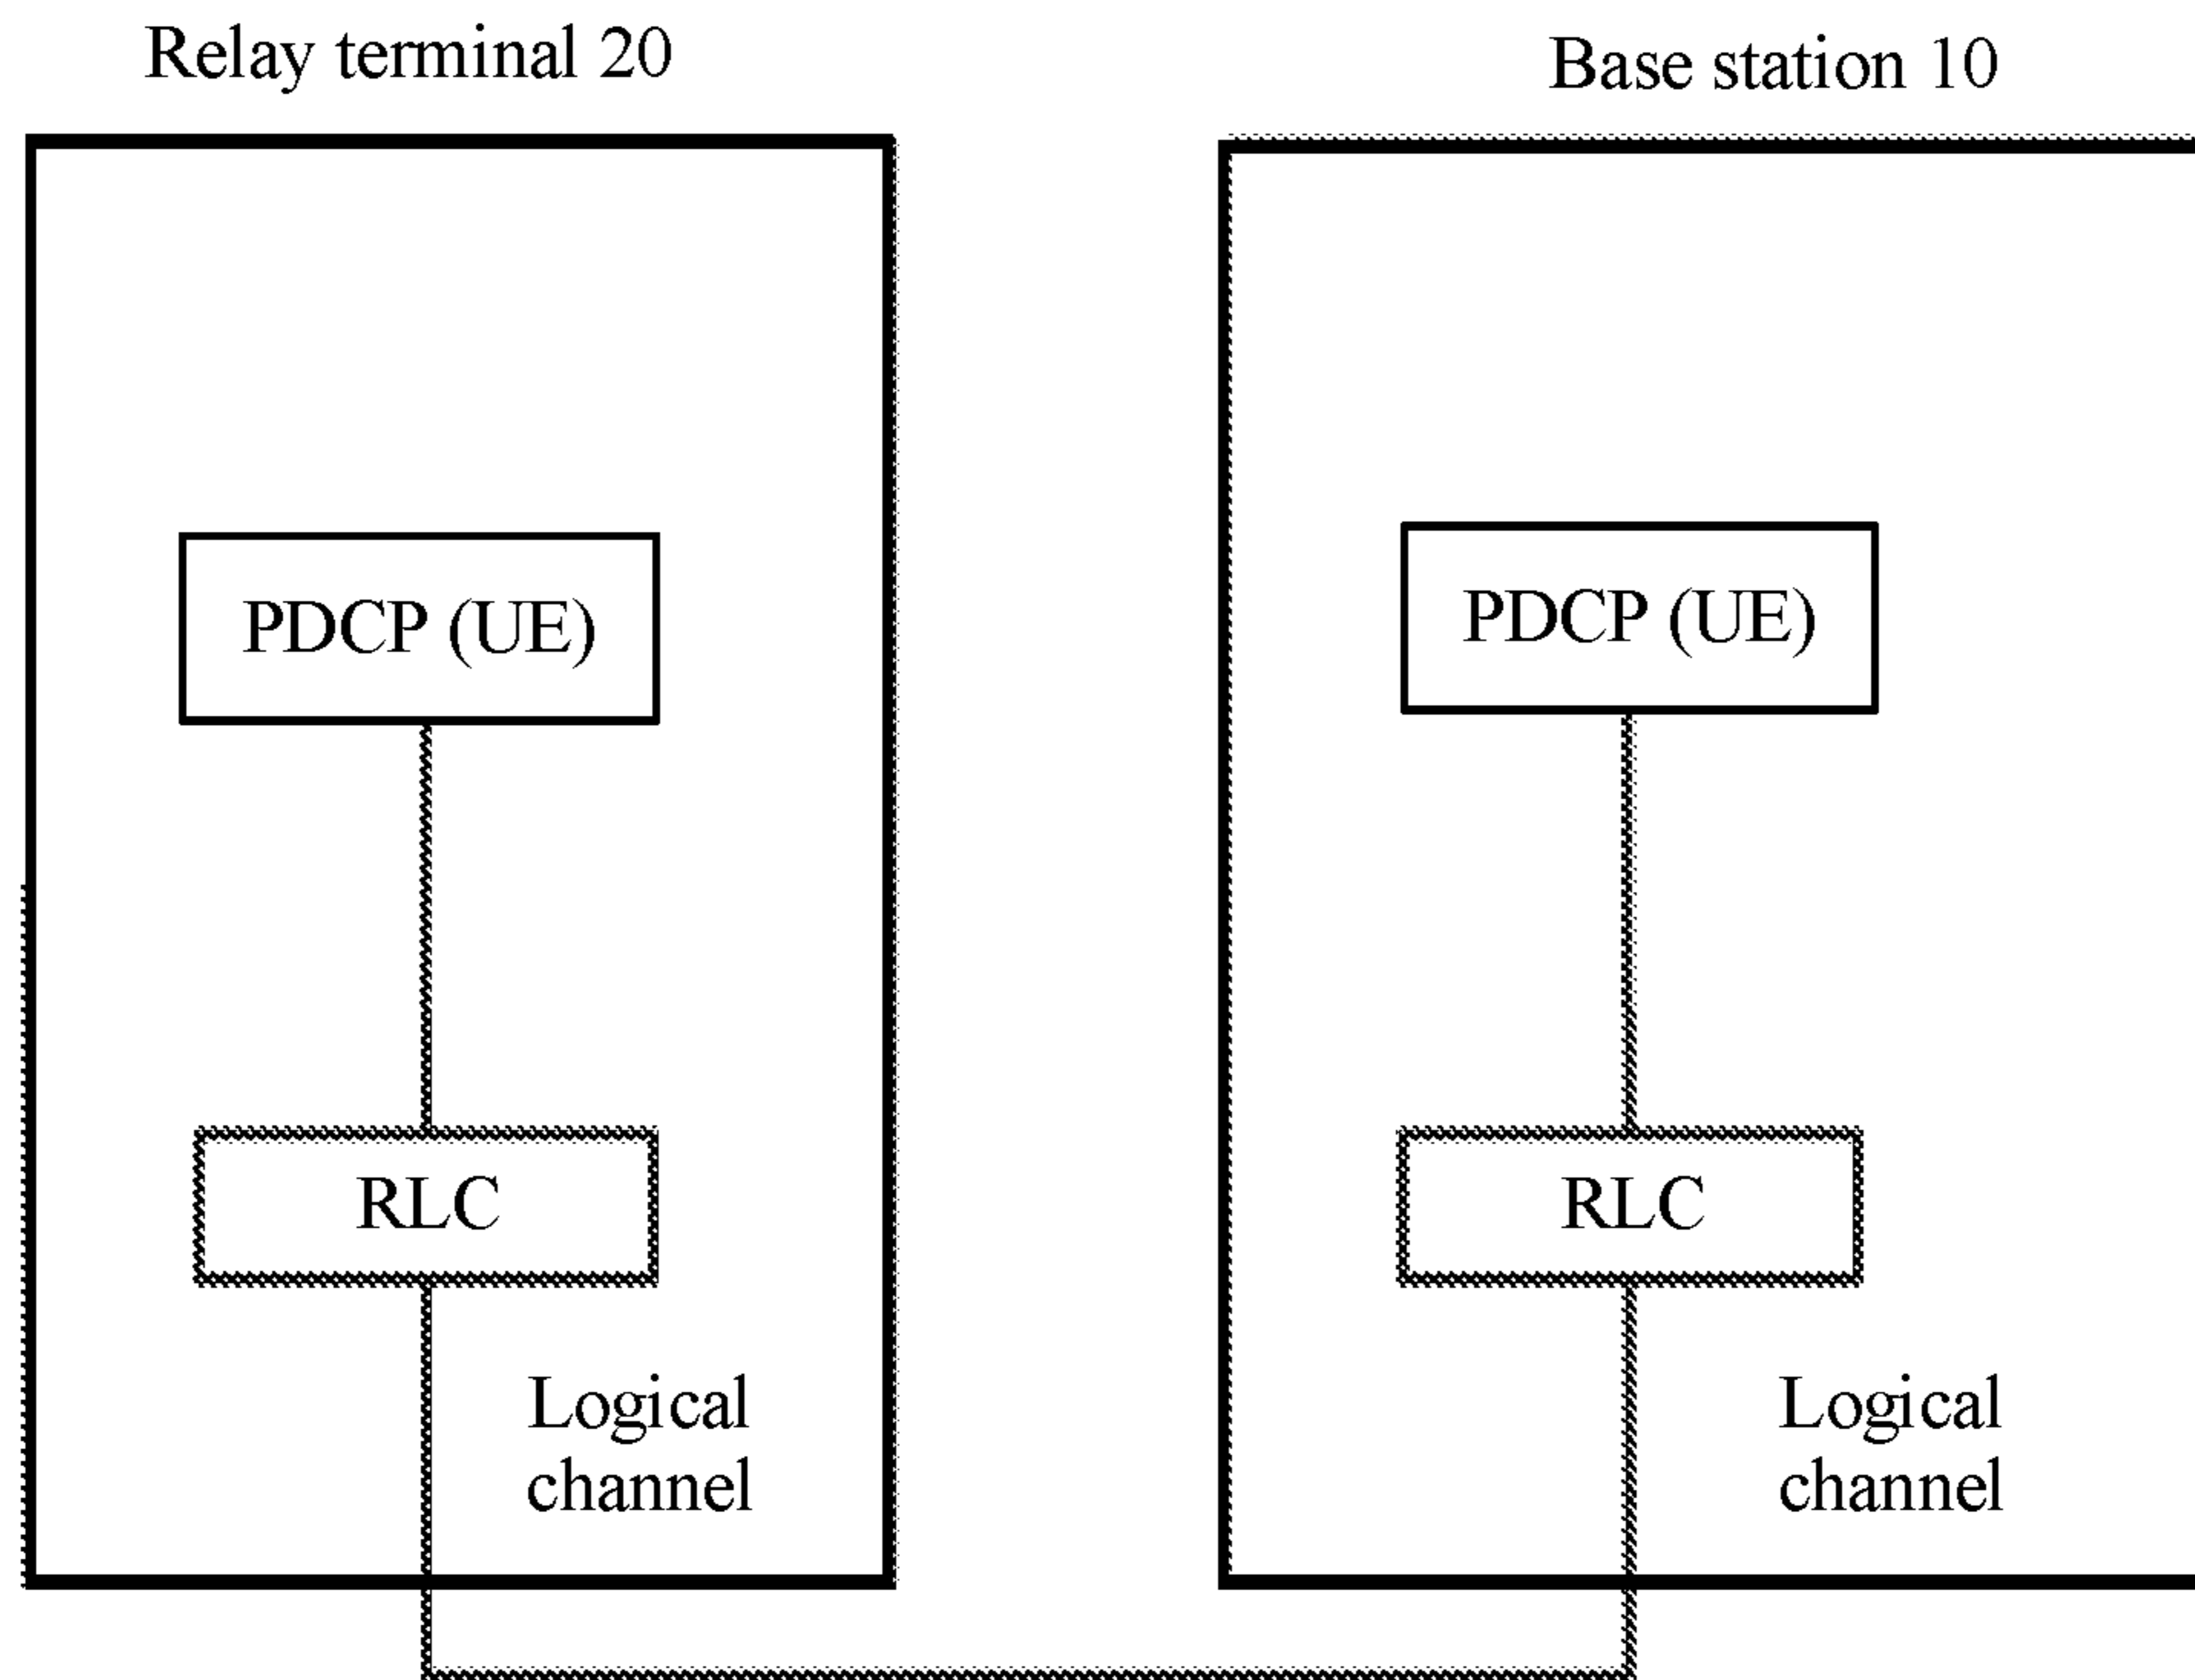 Relay terminal 20
Base station 10
PDCP (UE)
PDCP (UE)
RLC
RLC
Logical
channel
Logical
channel